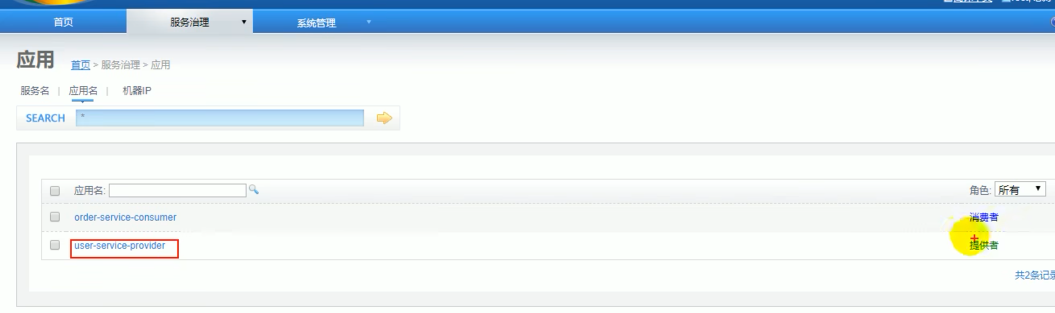 首页 服务治理 ▼ 系统管理 ▼
应用 首页 > 服务治理 > 应用
服务名 | 应用名 | 机器IP
SEARCH *
应用名: 角色: 所有 ▼
order-service-consumer 消费者
user-service-provider 提供者
共2条记录